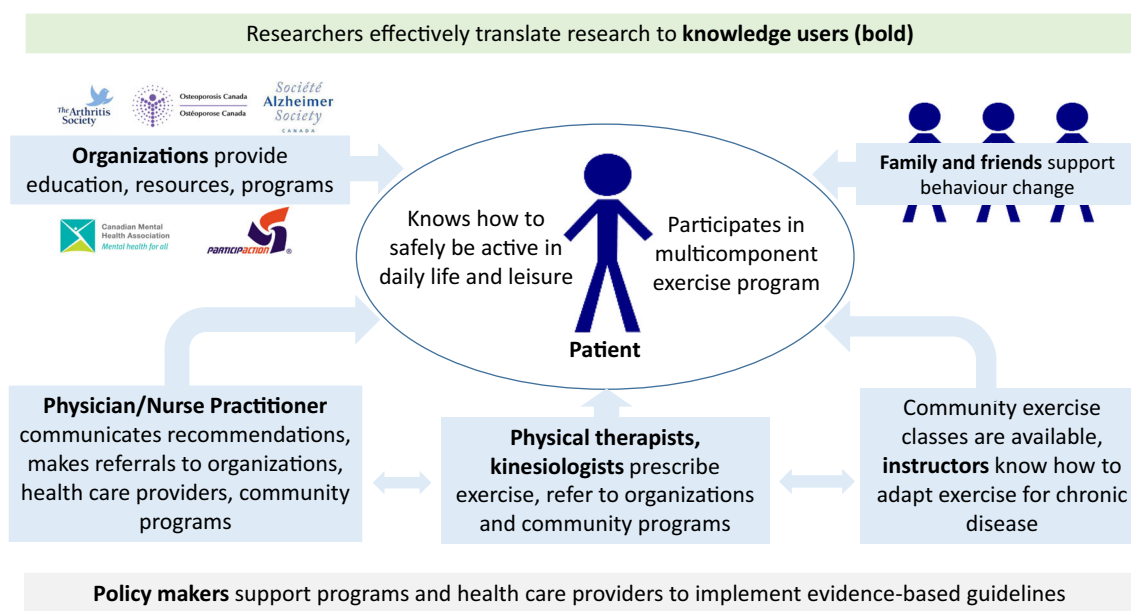 Researchers effectively translate research to knowledge users (bold)
The Arthritis
Society
Osteoporosis Canada
Ostéoporose Canada
Société
Alzheimer
Society
CANADA
Organizations provide
education, resources, programs
Canadian Mental
Health Association
Mental health for all
PARTICIPACTION
®
Family and friends support
behaviour change
Knows how to
safely be active in
daily life and leisure
Participates in
multicomponent
exercise program
Patient
Physician/Nurse Practitioner
communicates recommendations,
makes referrals to organizations,
health care providers, community
programs
Physical therapists,
kinesiologists prescribe
exercise, refer to organizations
and community programs
Community exercise
classes are available,
instructors know how to
adapt exercise for chronic
disease
Policy makers support programs and health care providers to implement evidence-based guidelines